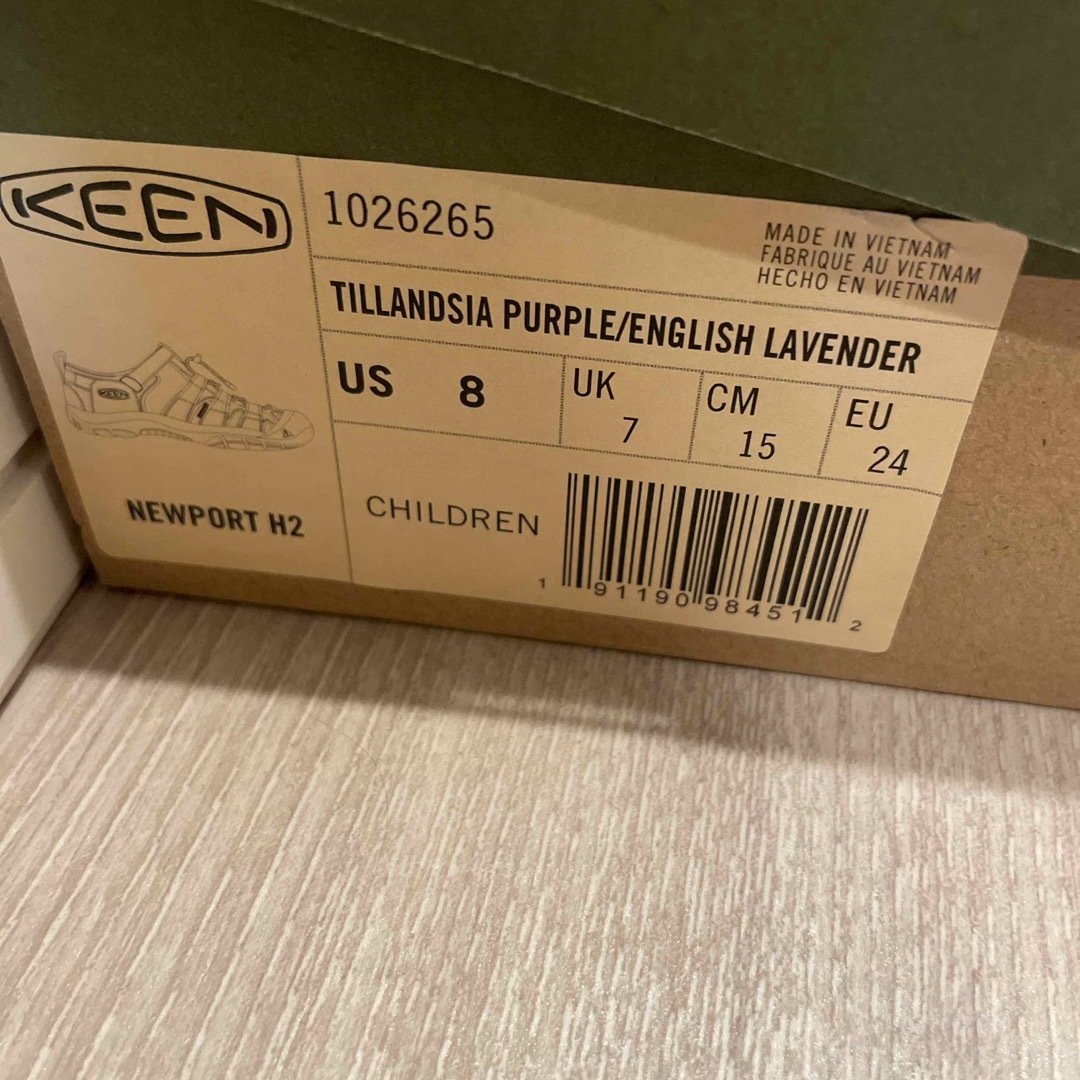 KEEN
1026265
MADE IN VIETNAM
FABRIQUE AU VIETNAM
HECHO EN VIETNAM
TILLANDSIA PURPLE/ENGLISH LAVENDER
US 8
UK 7
CM 15
EU 24
KEEN
NEWPORT H2
CHILDREN
1 91190 98451 2